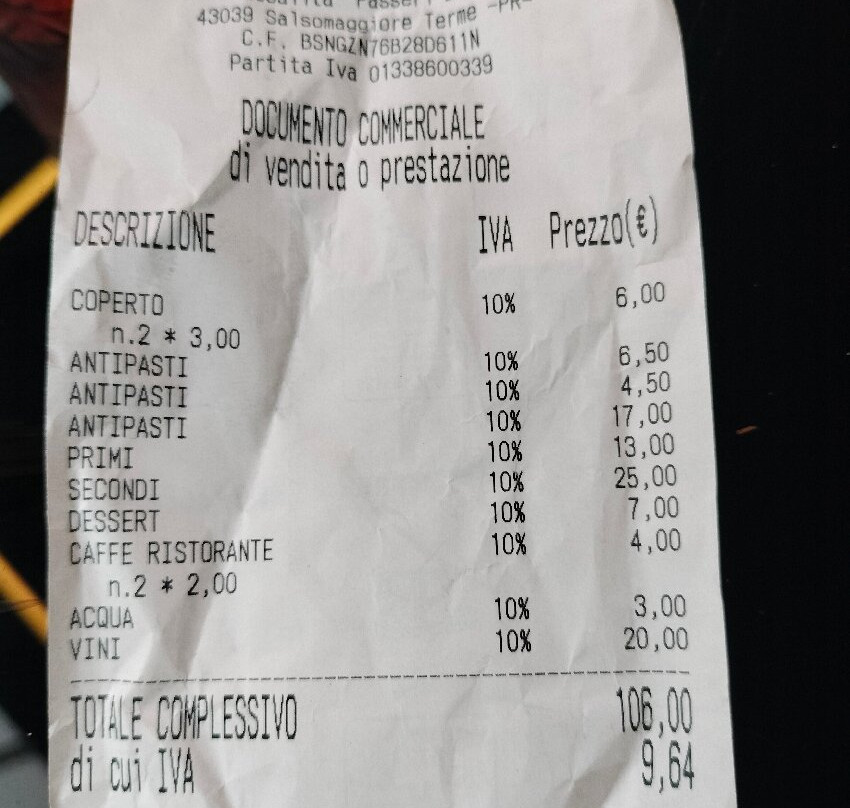 43039 Salsomaggiore Terme -PR-
C.F. BSNGZN76B28D611N
Partita Iva 01338600339
DOCUMENTO COMMERCIALE
di vendita o prestazione
DESCRIZIONE IVA Prezzo(€)
COPERTO 10% 6,00
n.2 * 3,00
ANTIPASTI 10% 6,50
ANTIPASTI 10% 4,50
ANTIPASTI 10% 17,00
PRIMI 10% 13,00
SECONDI 10% 25,00
DESSERT 10% 7,00
CAFFE RISTORANTE 10% 4,00
n.2 * 2,00
ACQUA 10% 3,00
VINI 10% 20,00
TOTALE COMPLESSIVO 106,00
di cui IVA 9,64